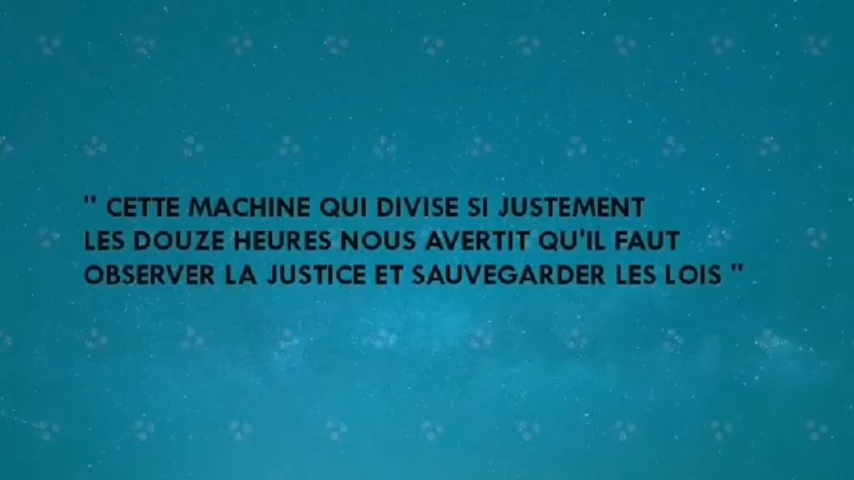 " CETTE MACHINE QUI DIVISE SI JUSTEMENT
LES DOUZE HEURES NOUS AVERTIT QU'IL FAUT
OBSERVER LA JUSTICE ET SAUVEGARDER LES LOIS "